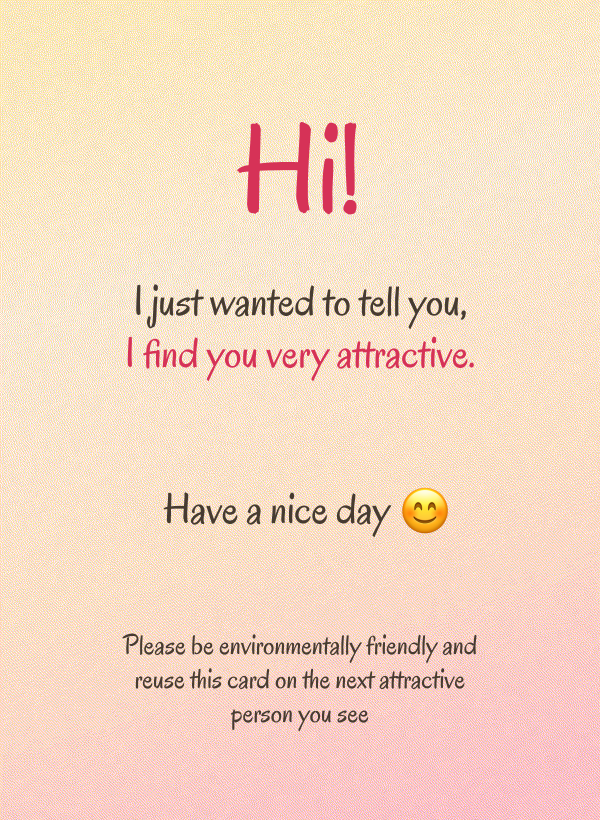 Hi!
I just wanted to tell you,
I find you very attractive.
Have a nice day 😊
Please be environmentally friendly and
reuse this card on the next attractive
person you see